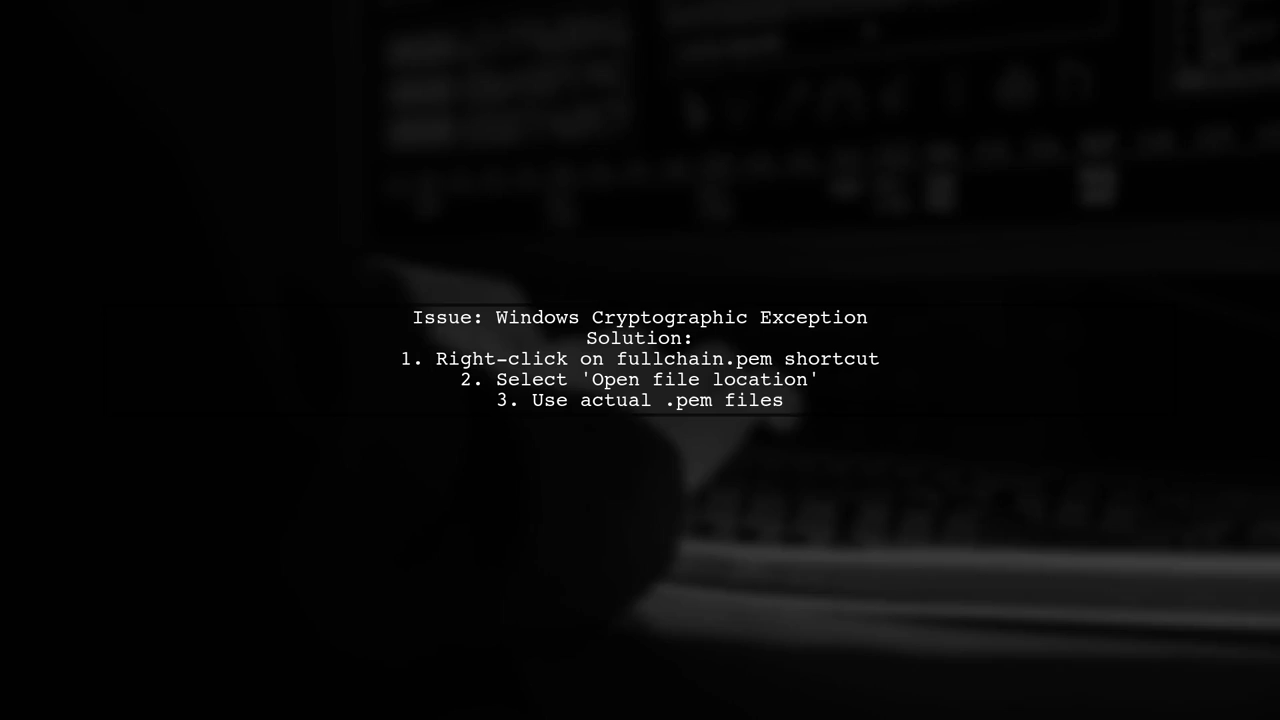 Issue: Windows Cryptographic Exception
Solution:
1. Right-click on fullchain.pem shortcut
2. Select 'Open file location'
3. Use actual .pem files